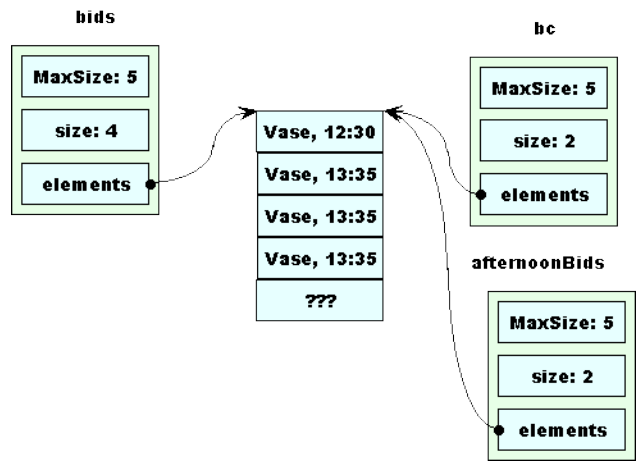 bids
MaxSize: 5
size: 4
elements
Vase, 12:30
Vase, 13:35
Vase, 13:35
Vase, 13:35
???
bc
MaxSize: 5
size: 2
elements
afternoonBids
MaxSize: 5
size: 2
elements